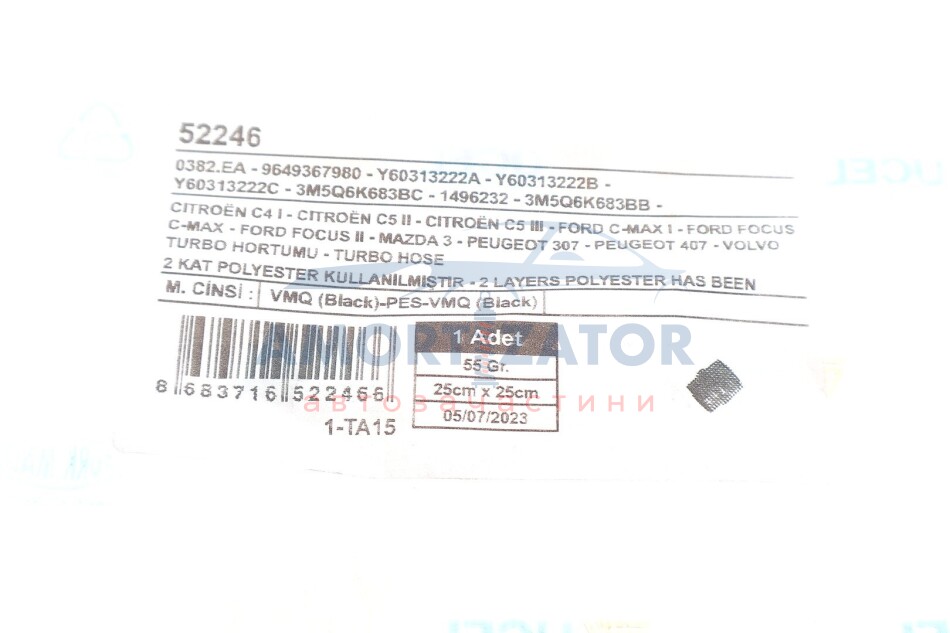 52246
0382.EA - 9649367980 - Y60313222A - Y60313222B -
Y60313222C - 3M5Q6K683BC - 1496232 - 3M5Q6K683BB -
CITROËN C4 I - CITROËN C5 II - CITROËN C5 III - FORD C-MAX I - FORD FOCUS
C-MAX - FORD FOCUS II - MAZDA 3 - PEUGEOT 307 - PEUGEOT 407 - VOLVO
TURBO HORTUMU - TURBO HOSE
2 KAT POLYESTER KULLANILMIŞTIR - 2 LAYERS POLYESTER HAS BEEN
M. CİNSİ : VMQ (Black)-PES-VMQ (Black)
1 Adet
AMORTIZATOR
55 Gr.
8 683716 522466
25cm x 25cm
автозапчастини
05/07/2023
1-TA15